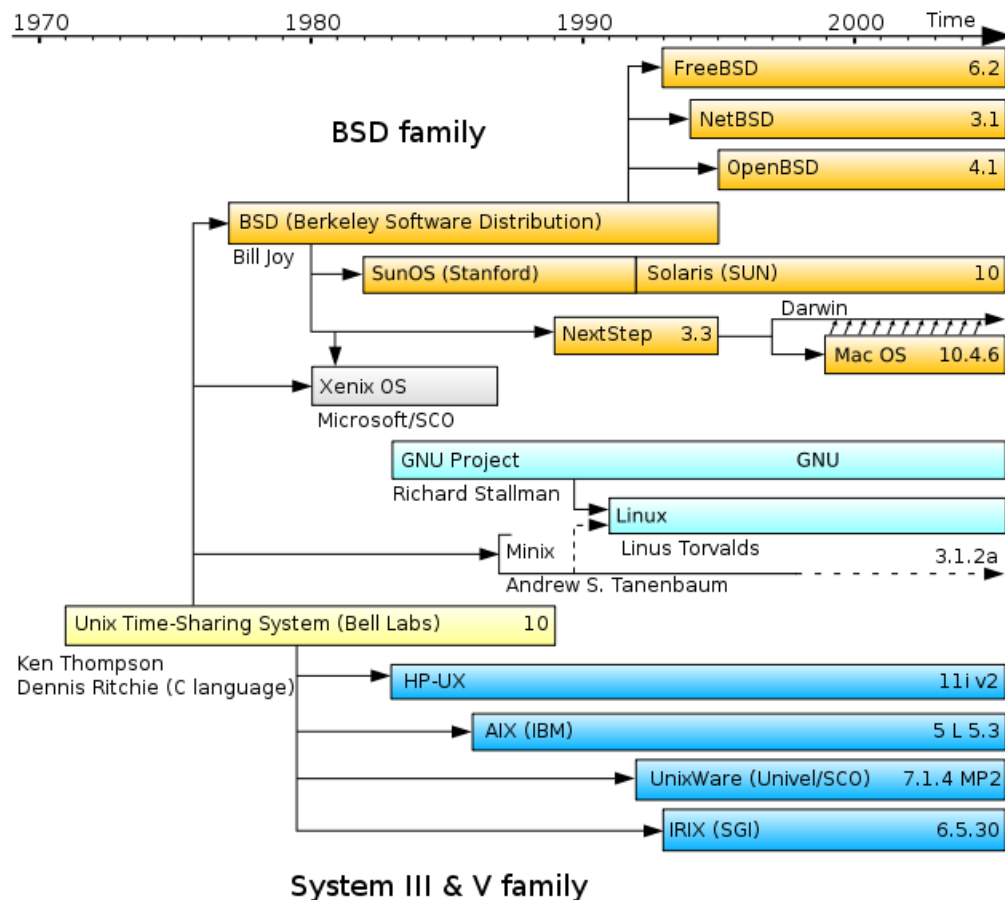 1970 1980 1990 2000 Time
FreeBSD 6.2
NetBSD 3.1
BSD family
OpenBSD 4.1
BSD (Berkeley Software Distribution)
Bill Joy
SunOS (Stanford) Solaris (SUN) 10
Darwin
NextStep 3.3
Mac OS 10.4.6
Xenix OS
Microsoft/SCO
GNU Project GNU
Richard Stallman
Linux
Linus Torvalds
Minix
3.1.2a
Andrew S. Tanenbaum
Unix Time-Sharing System (Bell Labs) 10
Ken Thompson
Dennis Ritchie (C language)
HP-UX 11i v2
AIX (IBM) 5 L 5.3
UnixWare (Univel/SCO) 7.1.4 MP2
IRIX (SGI) 6.5.30
System III & V family